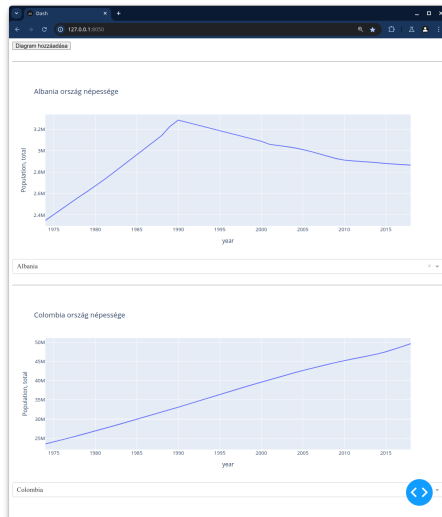 Dash
127.0.0.1:8050
Diagram hozzáadása
Albania ország népessége
3.2M
3M
2.8M
2.6M
2.4M
Population, total
1975 1980 1985 1990 1995 2000 2005 2010 2015
year
Albania
Colombia ország népessége
50M
45M
40M
35M
30M
25M
Population, total
1975 1980 1985 1990 1995 2000 2005 2010 2015
year
Colombia